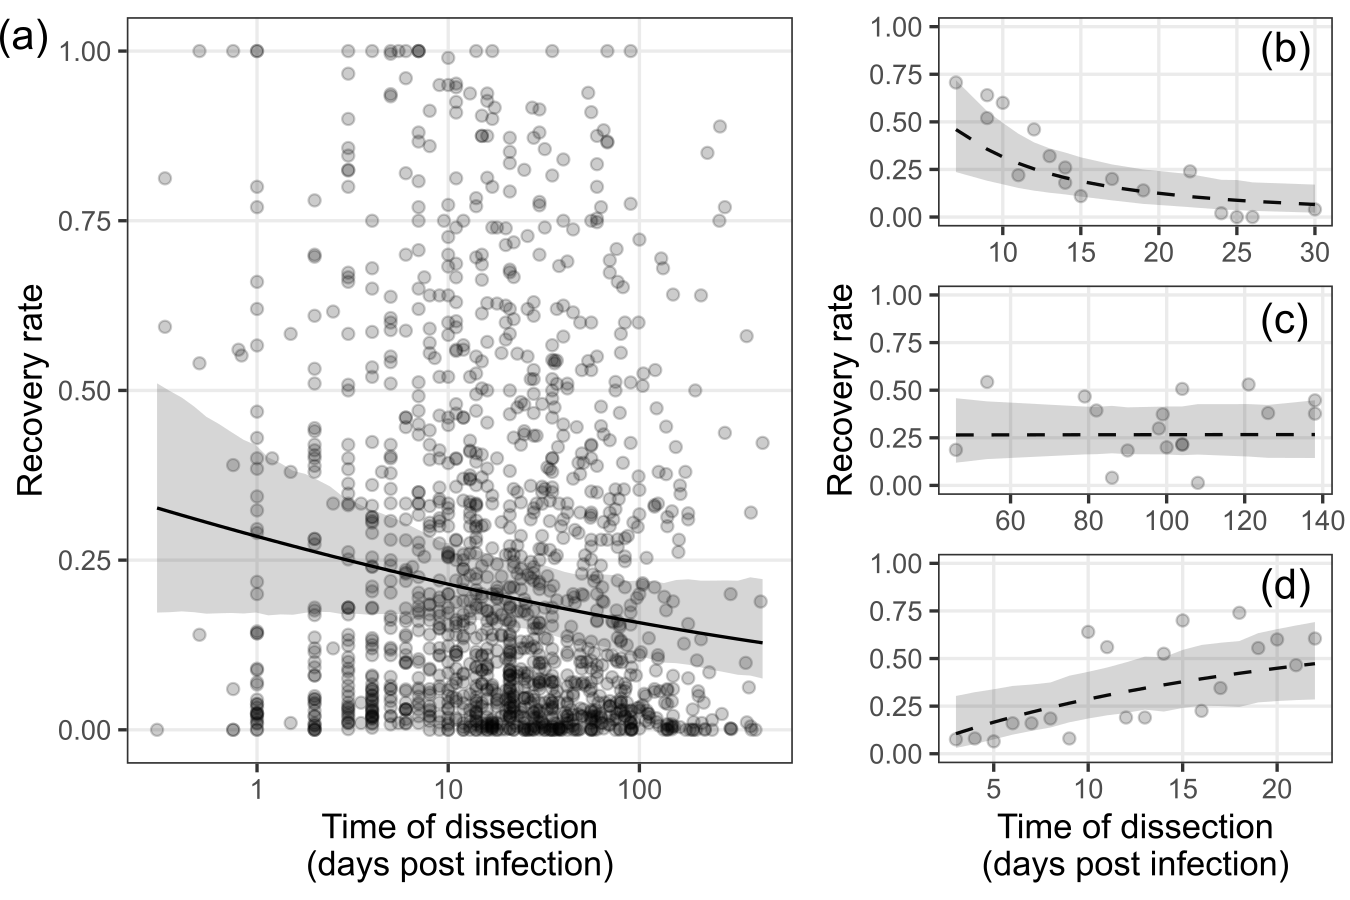 (a)
1.00
0.75
0.50
0.25
0.00
Recovery rate
1 10 100
Time of dissection
(days post infection)
(b)
1.00
0.75
0.50
0.25
0.00
10 15 20 25 30
(c)
1.00
0.75
0.50
0.25
0.00
Recovery rate
60 80 100 120 140
(d)
1.00
0.75
0.50
0.25
0.00
5 10 15 20
Time of dissection
(days post infection)